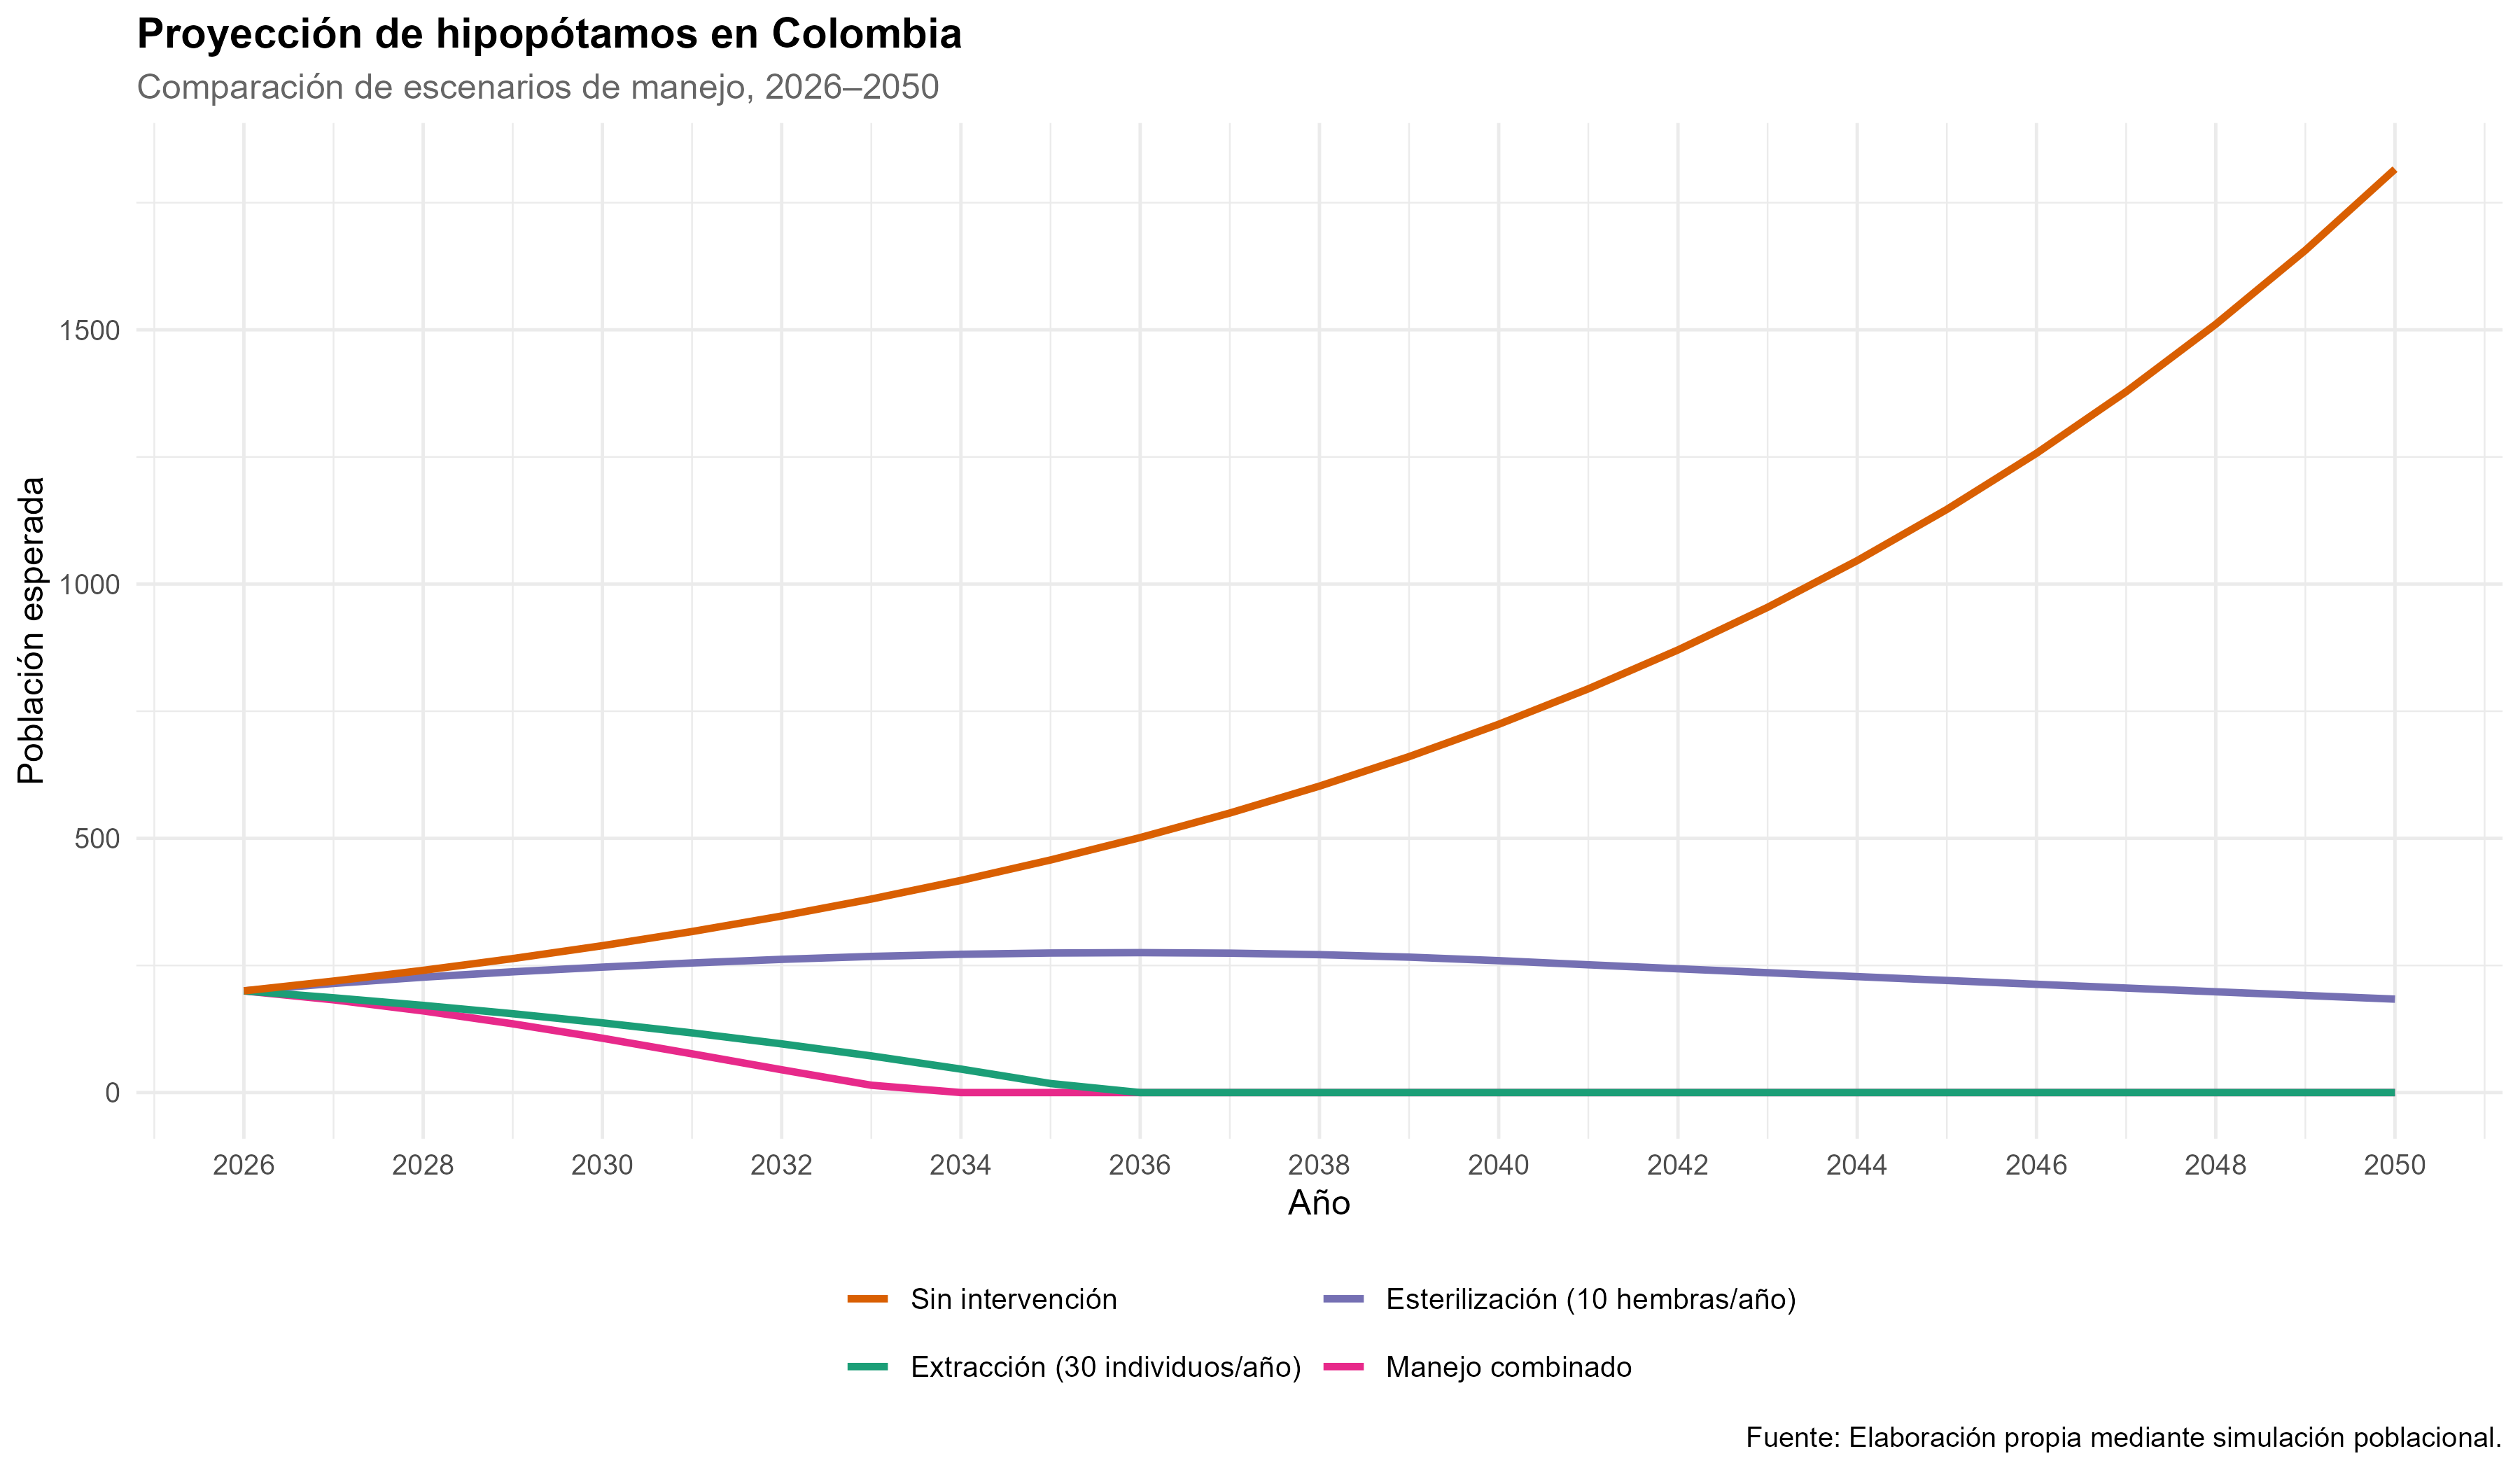 Proyección de hipopótamos en Colombia
Comparación de escenarios de manejo, 2026–2050
Población esperada
1500
1000
500
0
2026 2028 2030 2032 2034 2036 2038 2040 2042 2044 2046 2048 2050
Año
Sin intervención Esterilización (10 hembras/año)
Extracción (30 individuos/año) Manejo combinado
Fuente: Elaboración propia mediante simulación poblacional.